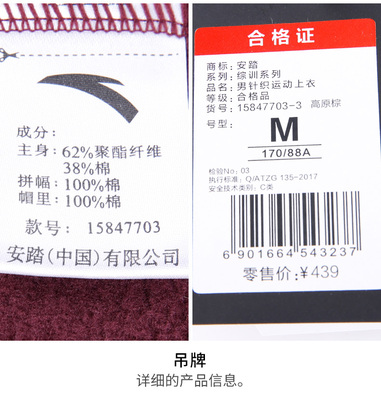 成分:
主身: 62%聚酯纤维
38%棉
拼幅: 100%棉
帽里: 100%棉
款号: 15847703
安踏(中国)有限公司
合格证
商标: 安踏
系列: 综训系列
品名: 男针织运动上衣
等级: 合格品
货号: 15847703-3 高原棕
号型: M
170/88A
检验No: 03
执行标准: Q/ATZG 135-2017
安全技术类别: C类
6 901664 543237
零售价: ¥439
吊牌
详细的产品信息。